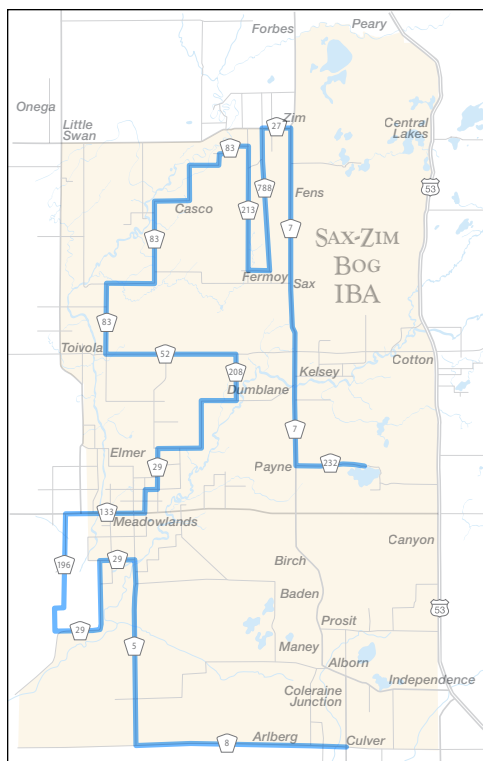 Peary
Forbes
Onega
Zim
27
Little
Swan
Central
Lakes
83
53
788
Fens
Casco
213
7
83
Sax-Zim
Bog
IBA
Fermoy
Sax
83
Toivola
52
Cotton
208
Kelsey
Dumblane
7
Elmer
29
Payne
232
133
Meadowlands
Canyon
29
Birch
196
Baden
53
Prosit
29
5
Maney
Alborn
Independence
Coleraine
Junction
Arlberg
8
Culver